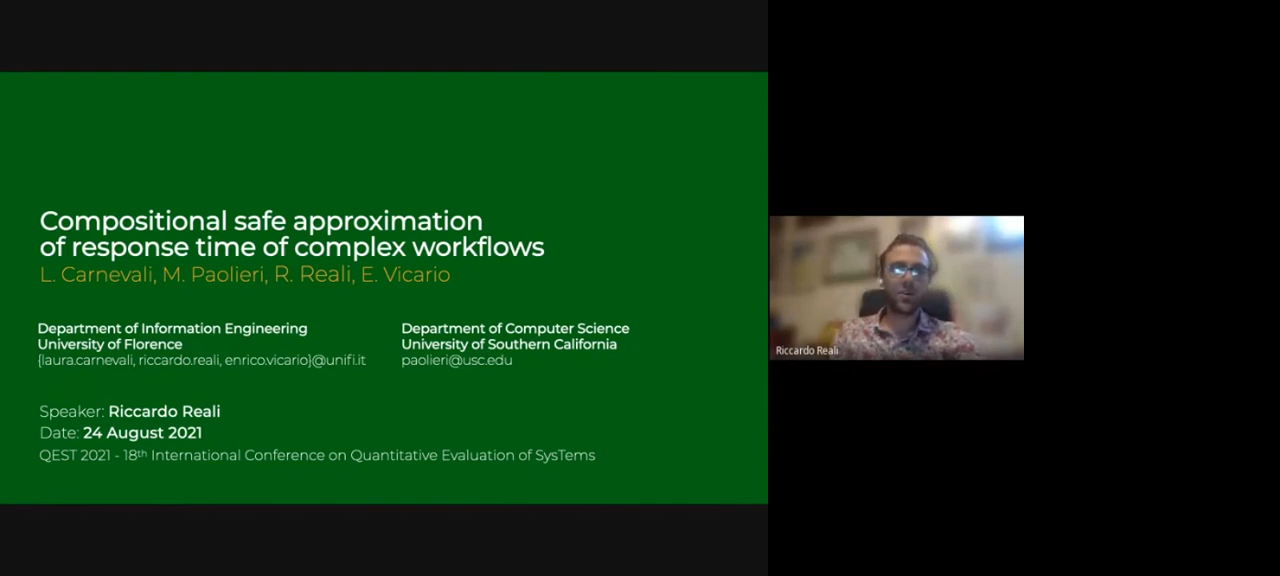 Compositional safe approximation
of response time of complex workflows
L. Carnevali, M. Paolieri, R. Reali, E. Vicario
Department of Information Engineering
University of Florence
{laura.carnevali, riccardo.reali, enrico.vicario}@unifi.it
Department of Computer Science
University of Southern California
paolieri@usc.edu
Speaker: Riccardo Reali
Date: 24 August 2021
QEST 2021 - 18th International Conference on Quantitative Evaluation of SysTems
Riccardo Reali